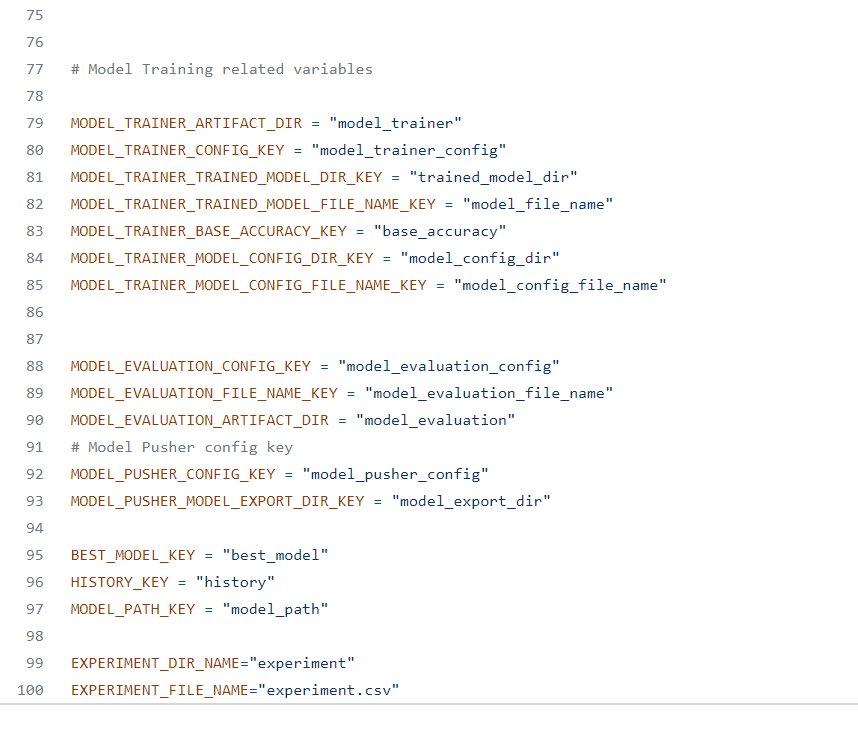 75
76
77 # Model Training related variables
78
79 MODEL_TRAINER_ARTIFACT_DIR = "model_trainer"
80 MODEL_TRAINER_CONFIG_KEY = "model_trainer_config"
81 MODEL_TRAINER_TRAINED_MODEL_DIR_KEY = "trained_model_dir"
82 MODEL_TRAINER_TRAINED_MODEL_FILE_NAME_KEY = "model_file_name"
83 MODEL_TRAINER_BASE_ACCURACY_KEY = "base_accuracy"
84 MODEL_TRAINER_MODEL_CONFIG_DIR_KEY = "model_config_dir"
85 MODEL_TRAINER_MODEL_CONFIG_FILE_NAME_KEY = "model_config_file_name"
86
87
88 MODEL_EVALUATION_CONFIG_KEY = "model_evaluation_config"
89 MODEL_EVALUATION_FILE_NAME_KEY = "model_evaluation_file_name"
90 MODEL_EVALUATION_ARTIFACT_DIR = "model_evaluation"
91 # Model Pusher config key
92 MODEL_PUSHER_CONFIG_KEY = "model_pusher_config"
93 MODEL_PUSHER_MODEL_EXPORT_DIR_KEY = "model_export_dir"
94
95 BEST_MODEL_KEY = "best_model"
96 HISTORY_KEY = "history"
97 MODEL_PATH_KEY = "model_path"
98
99 EXPERIMENT_DIR_NAME="experiment"
100 EXPERIMENT_FILE_NAME="experiment.csv"